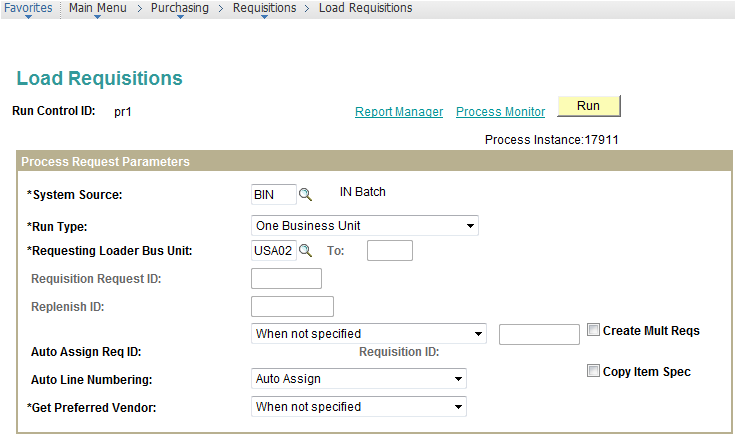 Favorites Main Menu > Purchasing > Requisitions > Load Requisitions
Load Requisitions
Run Control ID: pr1 Report Manager Process Monitor Run
Process Instance:17911
Process Request Parameters
*System Source: BIN IN Batch
*Run Type: One Business Unit
*Requesting Loader Bus Unit: USA02 To:
Requisition Request ID:
Replenish ID:
When not specified Create Mult Reqs
Auto Assign Req ID: Requisition ID:
Auto Line Numbering: Auto Assign Copy Item Spec
*Get Preferred Vendor: When not specified